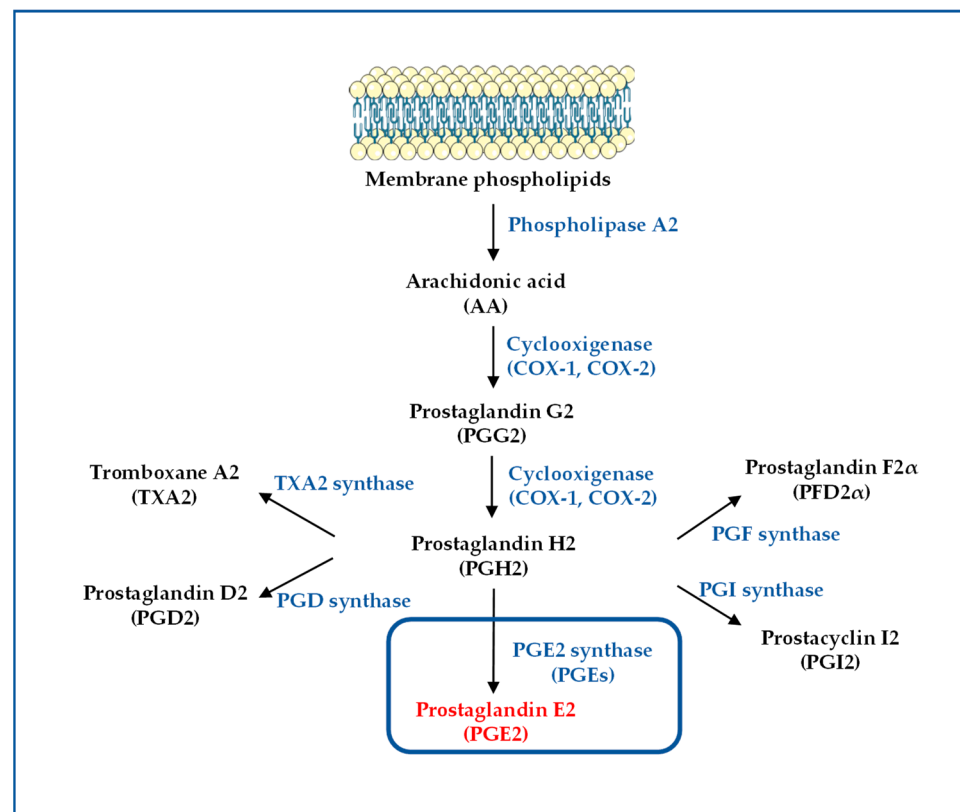 Membrane phospholipids
Phospholipase A2
Arachidonic acid
(AA)
Cyclooxigenase
(COX-1, COX-2)
Prostaglandin G2
(PGG2)
Cyclooxigenase
(COX-1, COX-2)
Tromboxane A2
(TXA2)
TXA2 synthase
Prostaglandin F2α
(PFD2α)
PGF synthase
Prostaglandin H2
(PGH2)
Prostaglandin D2
(PGD2)
PGD synthase
PGI synthase
Prostacyclin I2
(PGI2)
PGE2 synthase
(PGEs)
Prostaglandin E2
(PGE2)